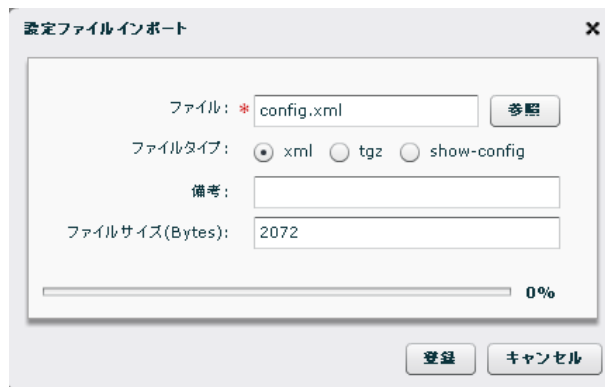 設定ファイルインポート
ファイル: * config.xml 参照
ファイルタイプ: xml tgz show-config
備考:
ファイルサイズ(Bytes): 2072
0%
登録 キャンセル